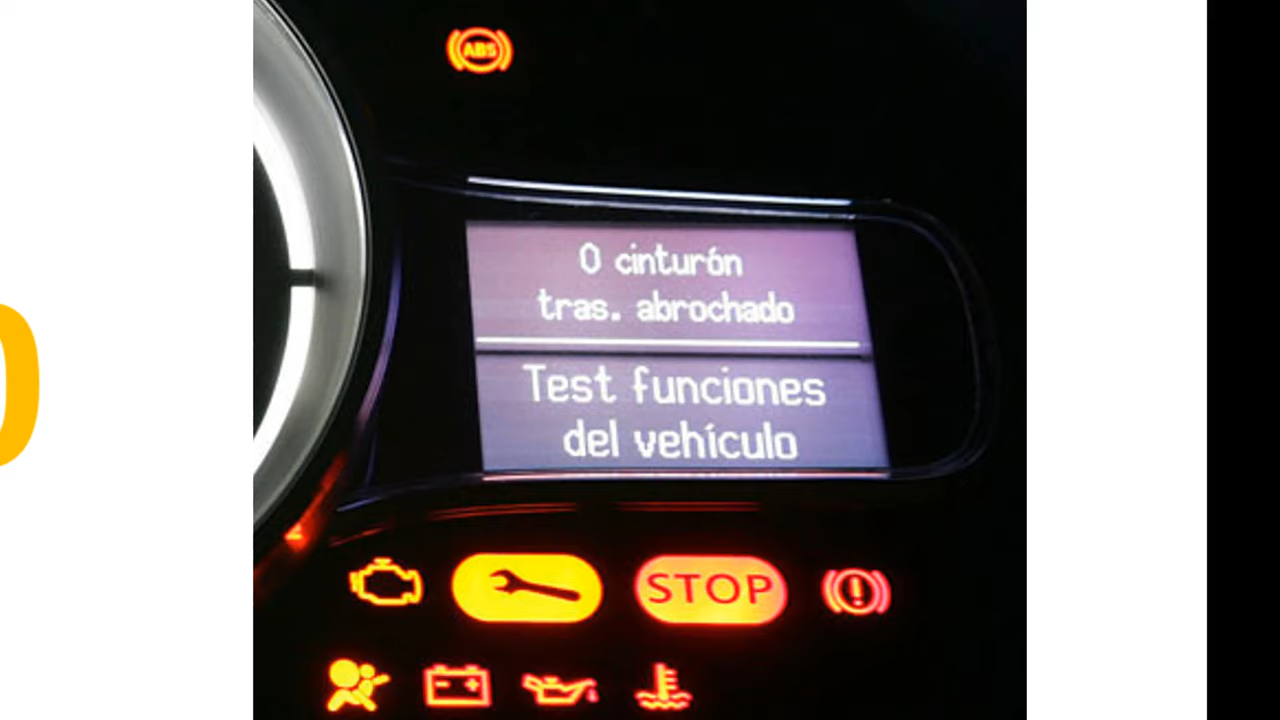 ABS
0 cinturón
tras. abrochado
Test funciones
del vehículo
STOP